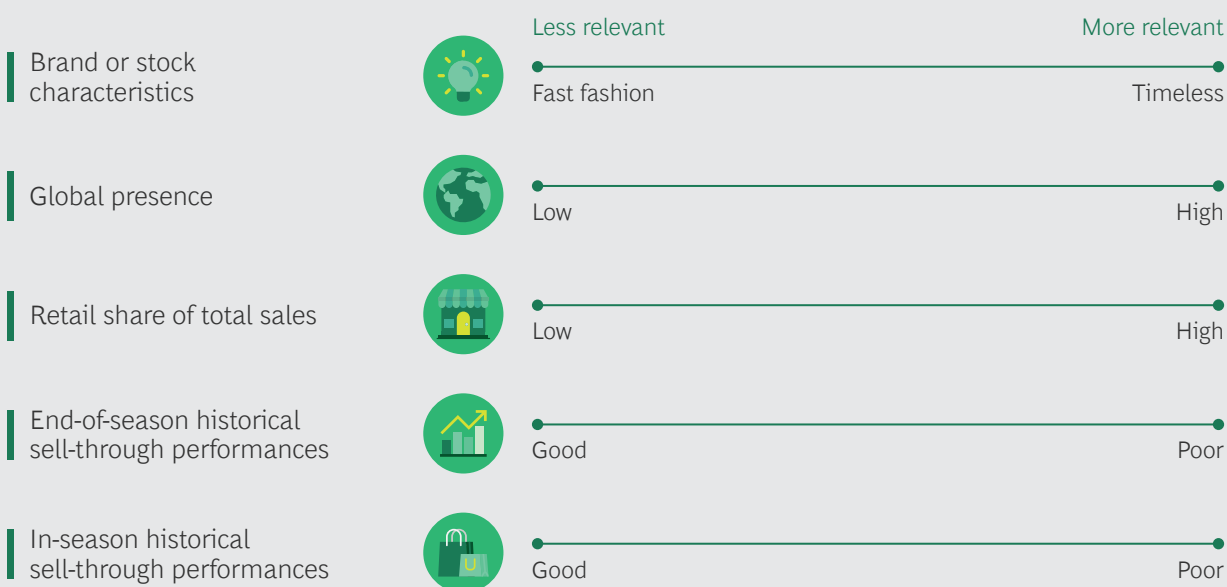 Less relevant
More relevant
Brand or stock
characteristics
Fast fashion
Timeless
Global presence
Low
High
Retail share of total sales
Low
High
End-of-season historical
sell-through performances
Good
Poor
In-season historical
sell-through performances
Good
Poor